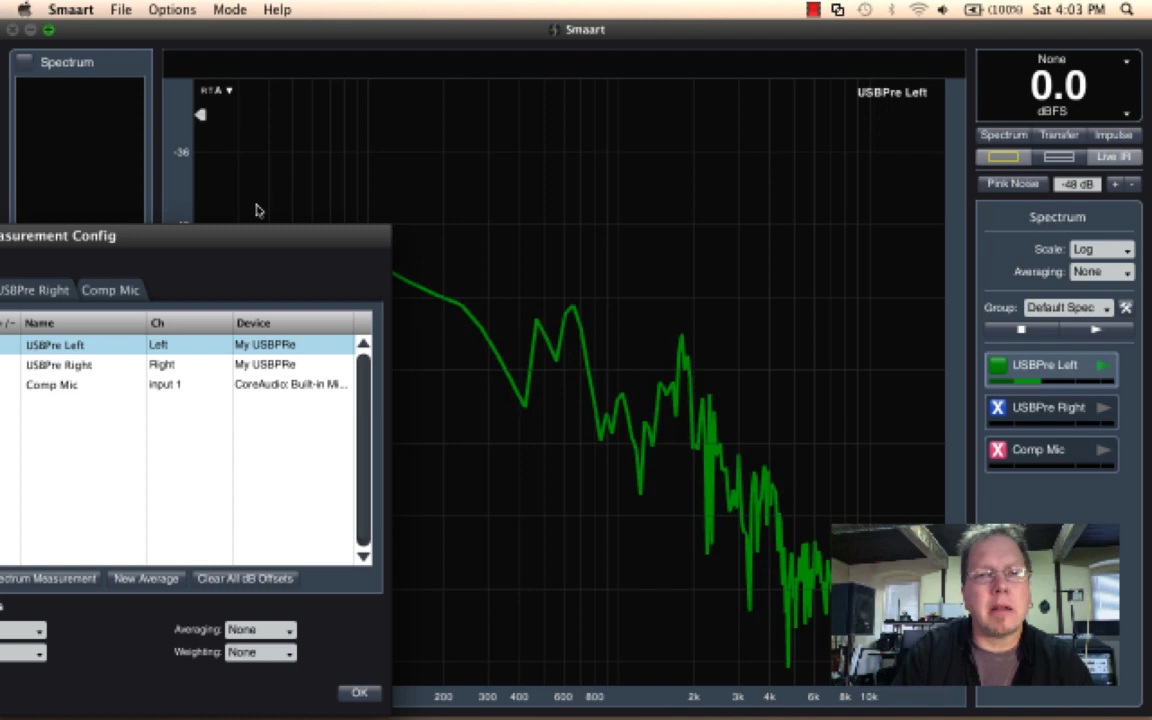 Smaart File Options Mode Help
(100%) Sat 4:03 PM
Smaart
Spectrum
RTA
USBPre Left
-36
None
0.0
dBFS
Spectrum Transfer Impulse
Live IR
Pink Noise -48 dB + -
Spectrum
Scale: Log
Averaging: None
Group: Default Spec
USBPre Left
USBPre Right
Comp Mic
asurement Config
USBPre Right Comp Mic
+/- Name Ch Device
USBPre Left Left My USBPRe
USBPre Right Right My USBPRe
Comp Mic input 1 CoreAudio: Built-in Mi...
ectrum Measurement New Average Clear All dB Offsets
s
Averaging: None
Weighting: None
OK
200 300 400 600 800 2k 3k 4k 6k 8k 10k